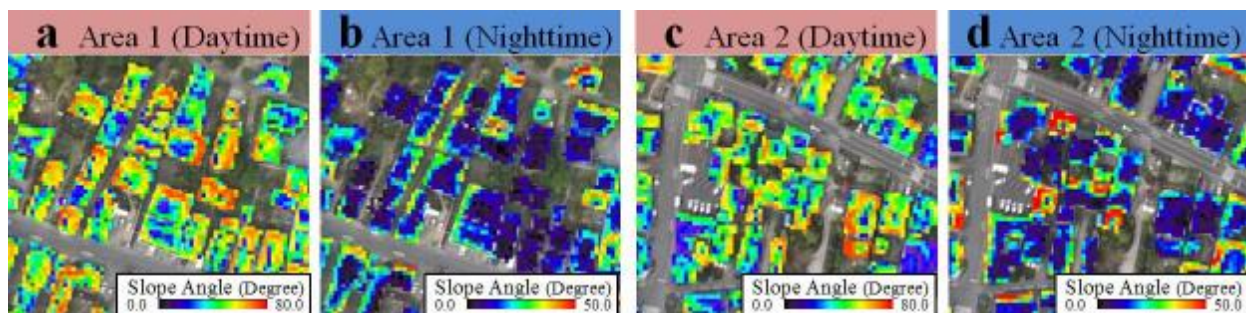 a Area 1 (Daytime)
b Area 1 (Nighttime)
c Area 2 (Daytime)
d Area 2 (Nighttime)
Slope Angle (Degree)
0.0 80.0
Slope Angle (Degree)
0.0 50.0
Slope Angle (Degree)
0.0 80.0
Slope Angle (Degree)
0.0 50.0